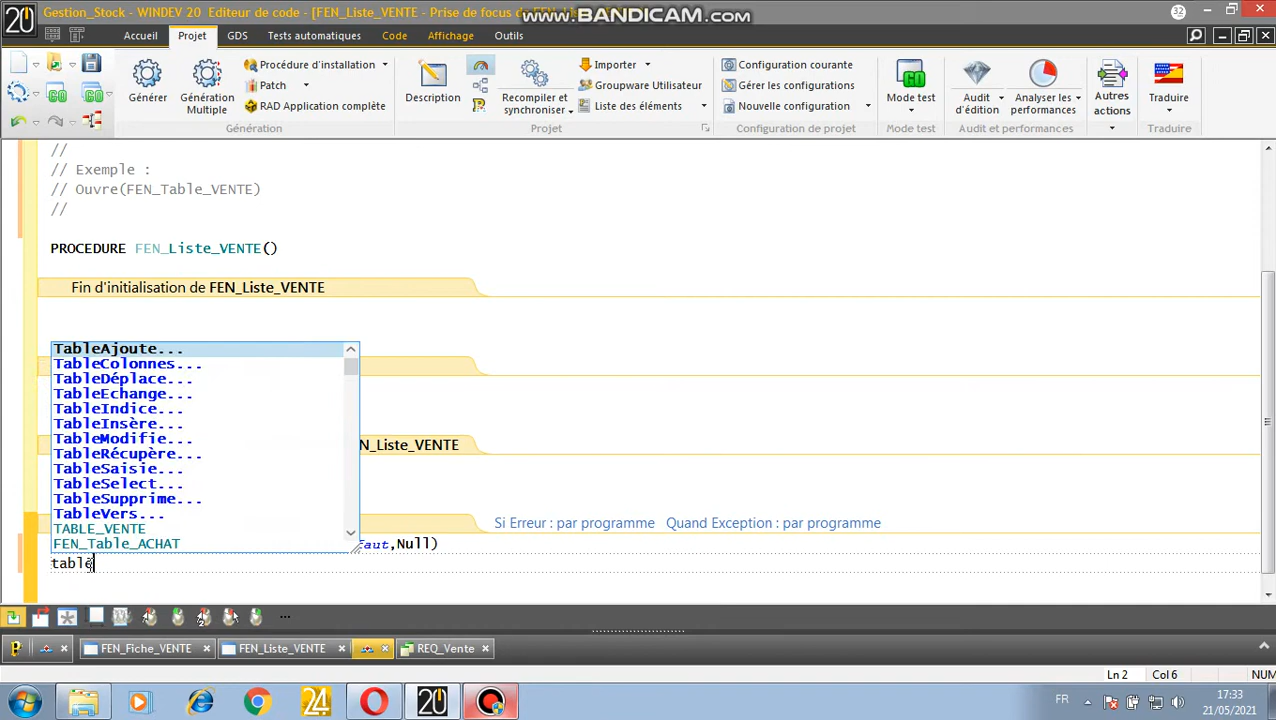 Gestion_Stock - WINDEV 20 Editeur de code - [FEN_Liste_VENTE - Prise de focus de FEN_
www.BANDICAM.com
32
20
Accueil Projet GDS Tests automatiques Code Affichage Outils
Générer
Génération Multiple
Procédure d'installation
Patch
RAD Application complète
Description
Recompiler et synchroniser
Importer
Groupware Utilisateur
Liste des éléments
Configuration courante
Gérer les configurations
Nouvelle configuration
Mode test
Audit d'édition
Analyser les performances
Autres actions
Traduire
Génération Projet Configuration de projet Mode test Audit et performances Traduire
//
// Exemple :
// Ouvre(FEN_Table_VENTE)
//
PROCEDURE FEN_Liste_VENTE()
Fin d'initialisation de FEN_Liste_VENTE
TableAjoute...
TableColonnes...
TableDéplace...
TableEchange...
TableIndice...
TableInsère...
TableModifie...
TableRécupère...
TableSaisie...
TableSelect...
TableSupprime...
TableVers...
TABLE_VENTE
FEN_Table_ACHAT
N_Liste_VENTE
Si Erreur : par programme Quand Exception : par programme
faut,Null)
table
...
FEN_Fiche_VENTE FEN_Liste_VENTE REQ_Vente
Ln 2 Col 6 NUM
24
20
FR
17:33
21/05/2021